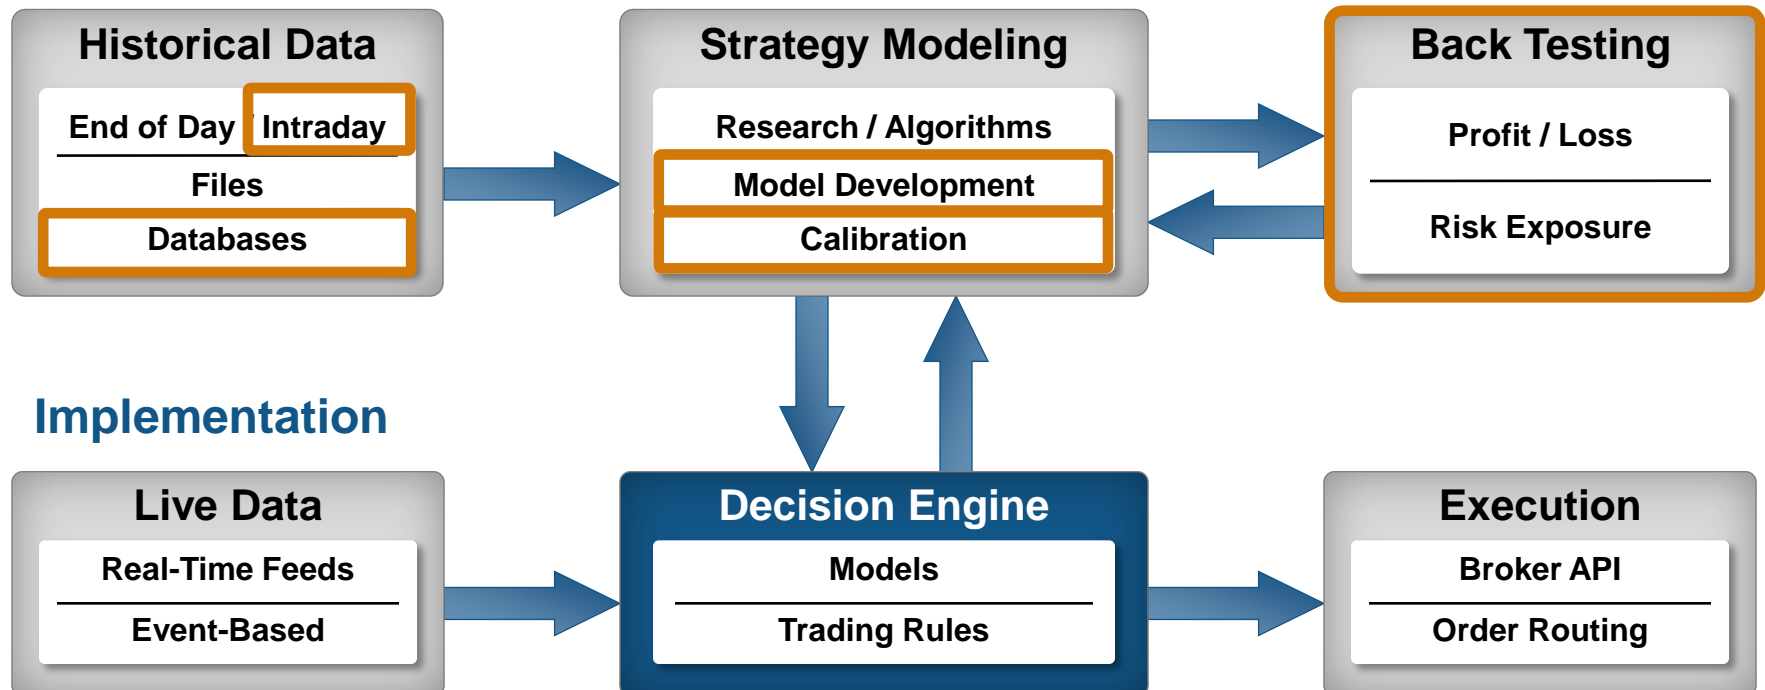 Historical Data
End of Day / Intraday
Files
Databases
Strategy Modeling
Research / Algorithms
Model Development
Calibration
Back Testing
Profit / Loss
Risk Exposure
Implementation
Live Data
Real-Time Feeds
Event-Based
Decision Engine
Models
Trading Rules
Execution
Broker API
Order Routing